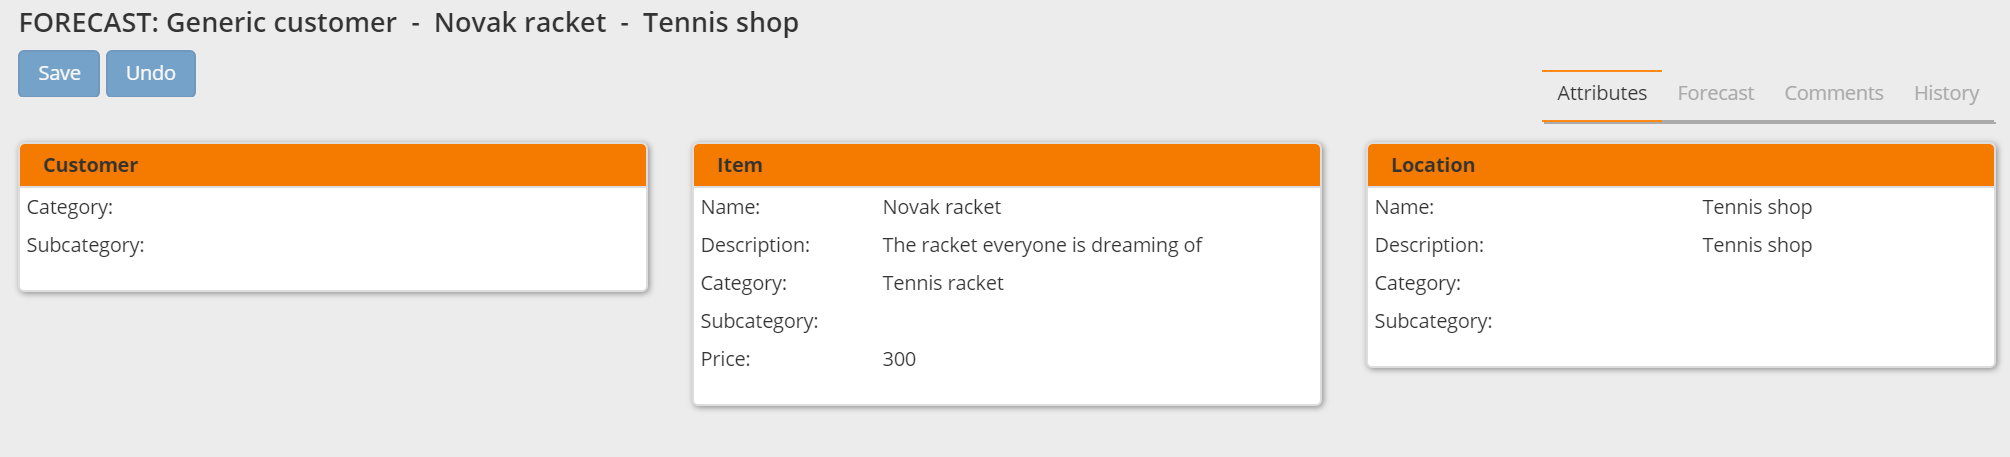 FORECAST: Generic customer - Novak racket - Tennis shop
Save Undo
Attributes Forecast Comments History
Customer
Category:
Subcategory:
Item
Name: Novak racket
Description: The racket everyone is dreaming of
Category: Tennis racket
Subcategory:
Price: 300
Location
Name: Tennis shop
Description: Tennis shop
Category:
Subcategory: